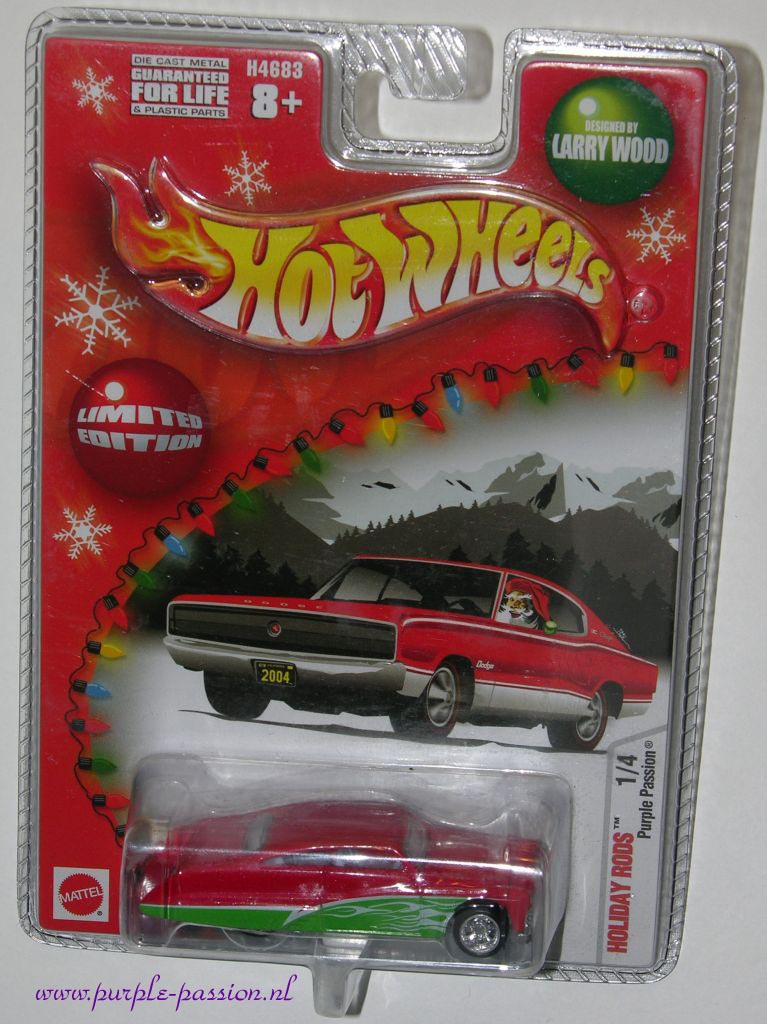 DIE CAST METAL
GUARANTEED
FOR LIFE
& PLASTIC PARTS
H4683
8+
DESIGNED BY
LARRY WOOD
HOT WHEELS
LIMITED
EDITION
DODGE
2004
Dodge
HOLIDAY RODS™
1/4
Purple Passion®
MATTEL
www.purple-passion.nl